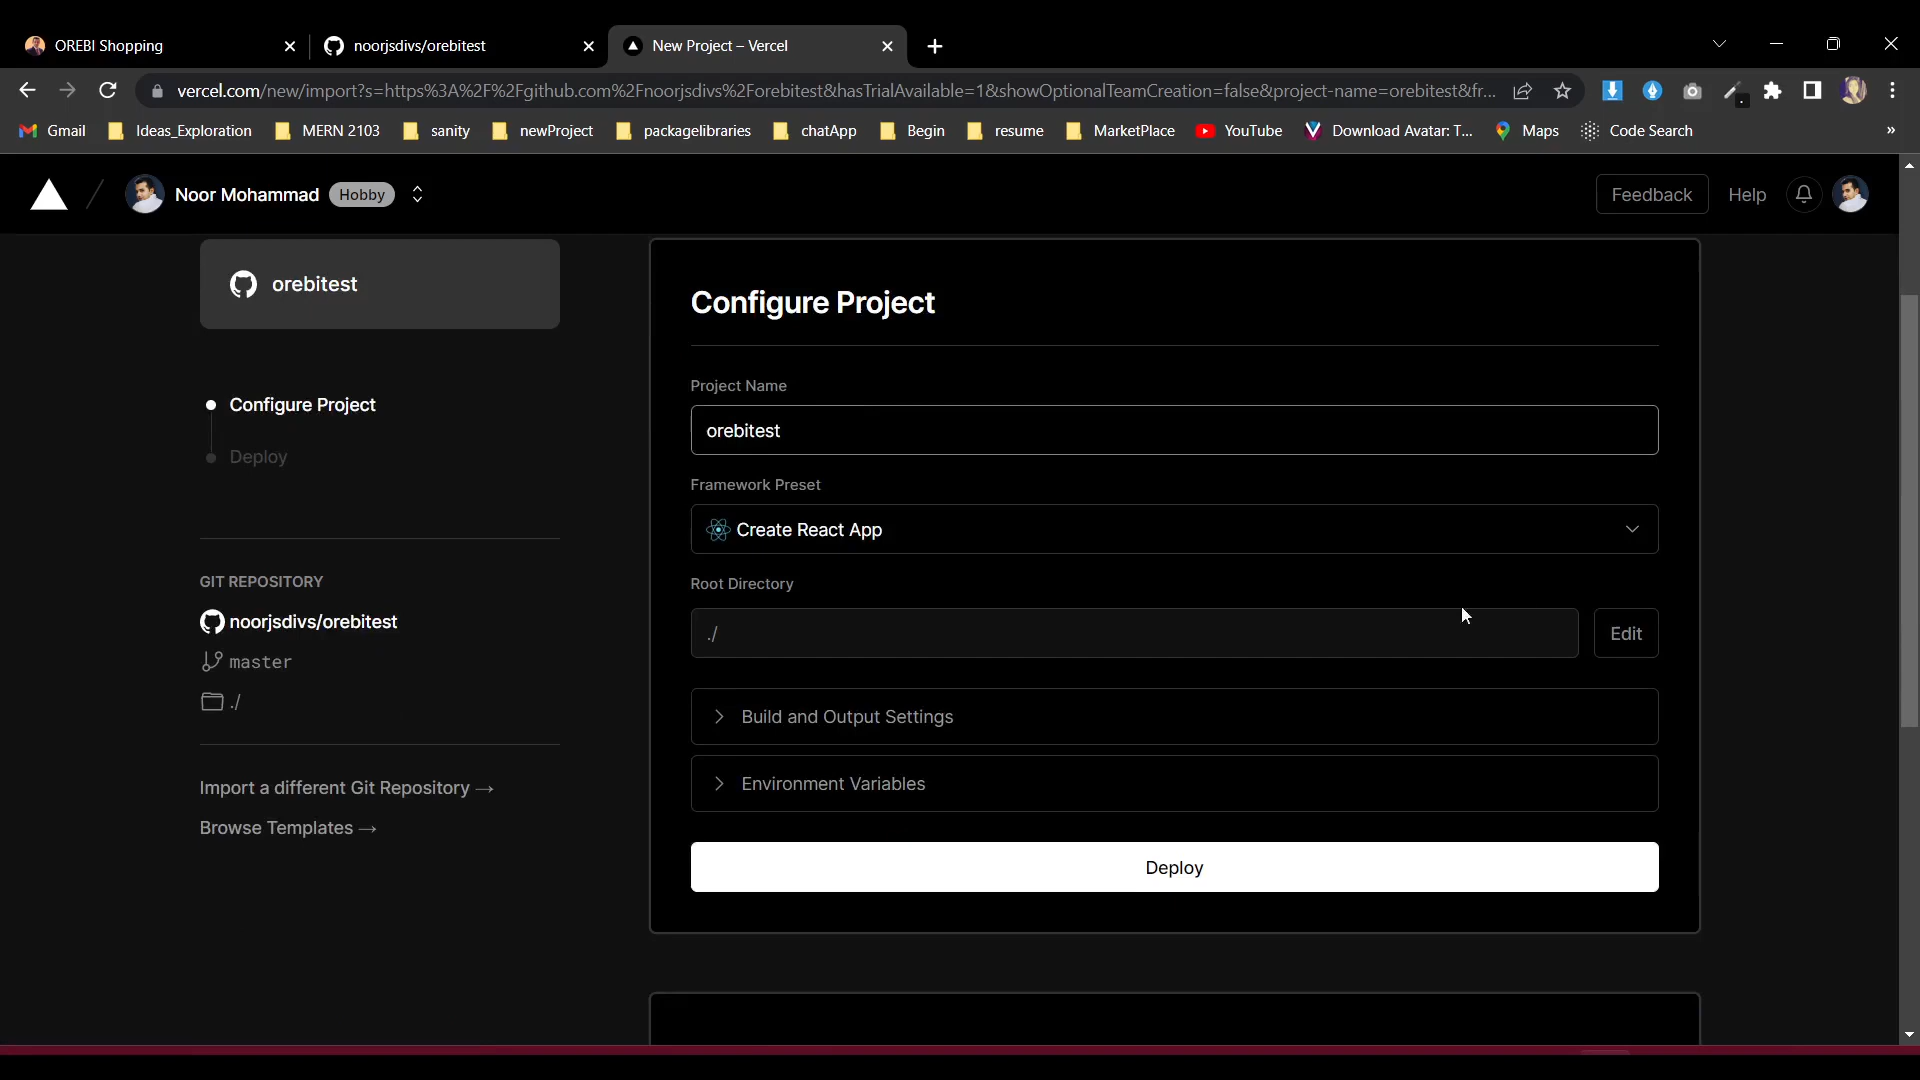 OREBI Shopping
noorjsdivs/orebitest
New Project – Vercel
vercel.com/new/import?s=https%3A%2F%2Fgithub.com%2Fnoorjsdivs%2Forebitest&hasTrialAvailable=1&showOptionalTeamCreation=false&project-name=orebitest&fr...
Gmail Ideas_Exploration MERN 2103 sanity newProject packagelibraries chatApp Begin resume MarketPlace YouTube Download Avatar: T... Maps Code Search »
Noor Mohammad Hobby
Feedback Help
orebitest
Configure Project
Deploy
GIT REPOSITORY
noorjsdivs/orebitest
master
./
Import a different Git Repository →
Browse Templates →
Configure Project
Project Name
orebitest
Framework Preset
Create React App
Root Directory
./
Edit
Build and Output Settings
Environment Variables
Deploy